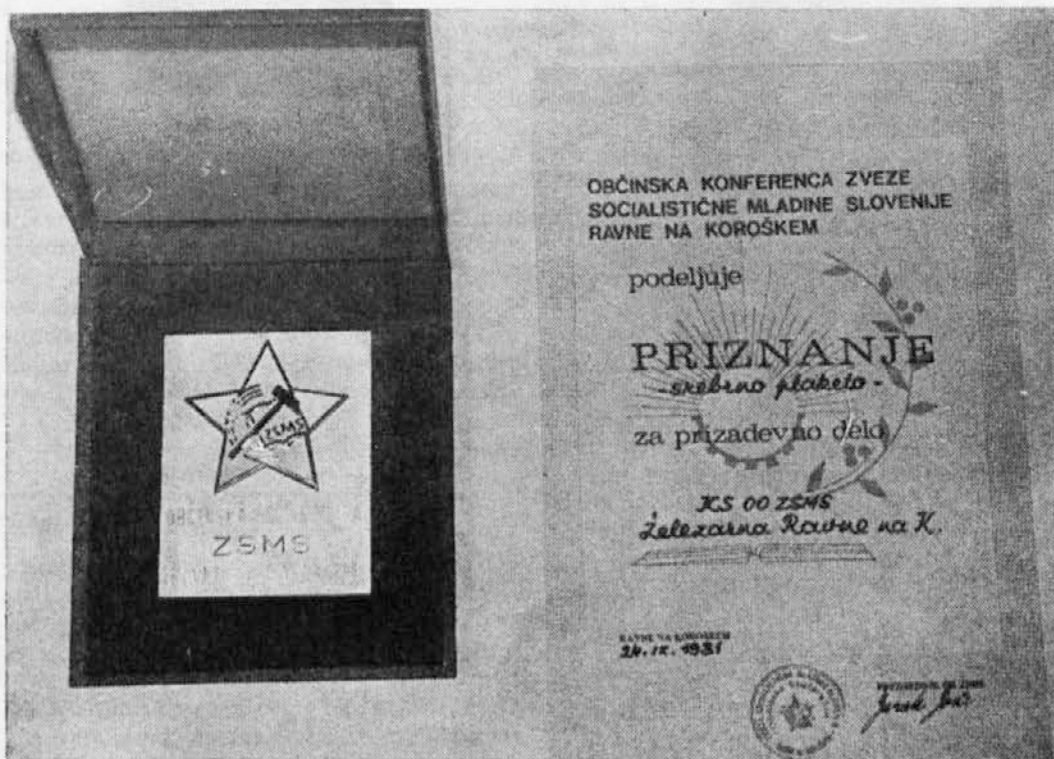 ZSMS
ZSMS
OBČINSKA KONFERENCA ZVEZE
SOCIALISTIČNE MLADINE SLOVENIJE
RAVNE NA KOROŠKEM
podeljuje
PRIZNANJE
-srebrno plaketo-
za prizadevno delo
KS OO ZSMS
Železarna Ravne na K.
RAVNE NA KOROŠKEM
24. IX. 1981